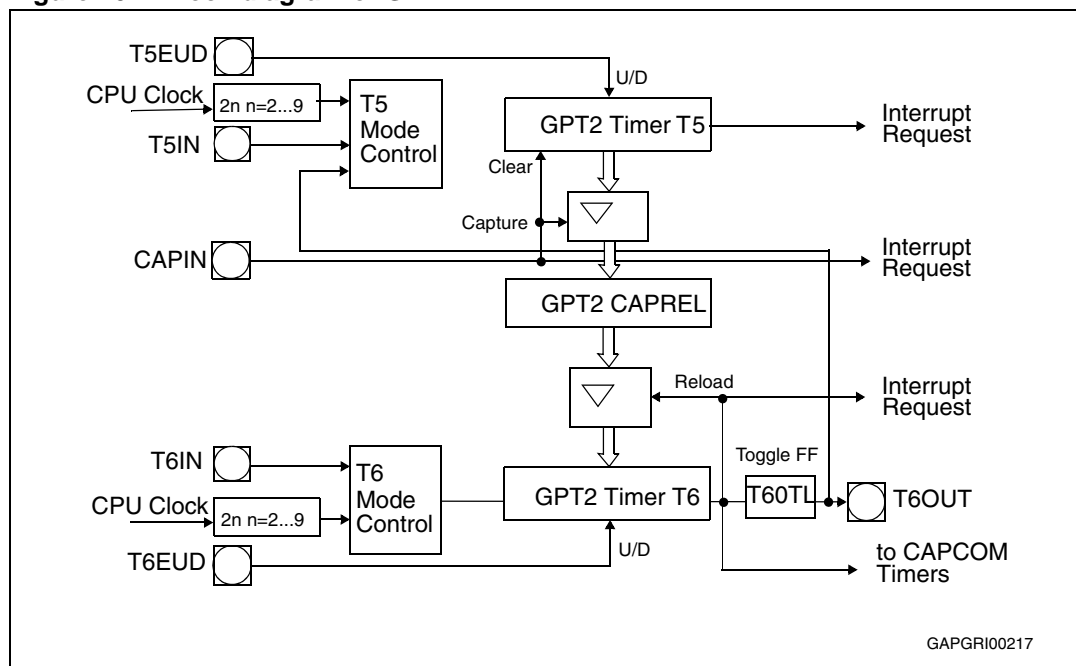 T5EUD
U/D
CPU Clock
2n n=2...9
T5
Mode
Control
GPT2 Timer T5
Interrupt
Request
T5IN
Clear
Capture
CAPIN
Interrupt
Request
GPT2 CAPREL
Reload
Interrupt
Request
T6IN
T6
Mode
Control
Toggle FF
GPT2 Timer T6
T60TL
T6OUT
CPU Clock
2n n=2...9
T6EUD
U/D
to CAPCOM
Timers
GAPGRI00217